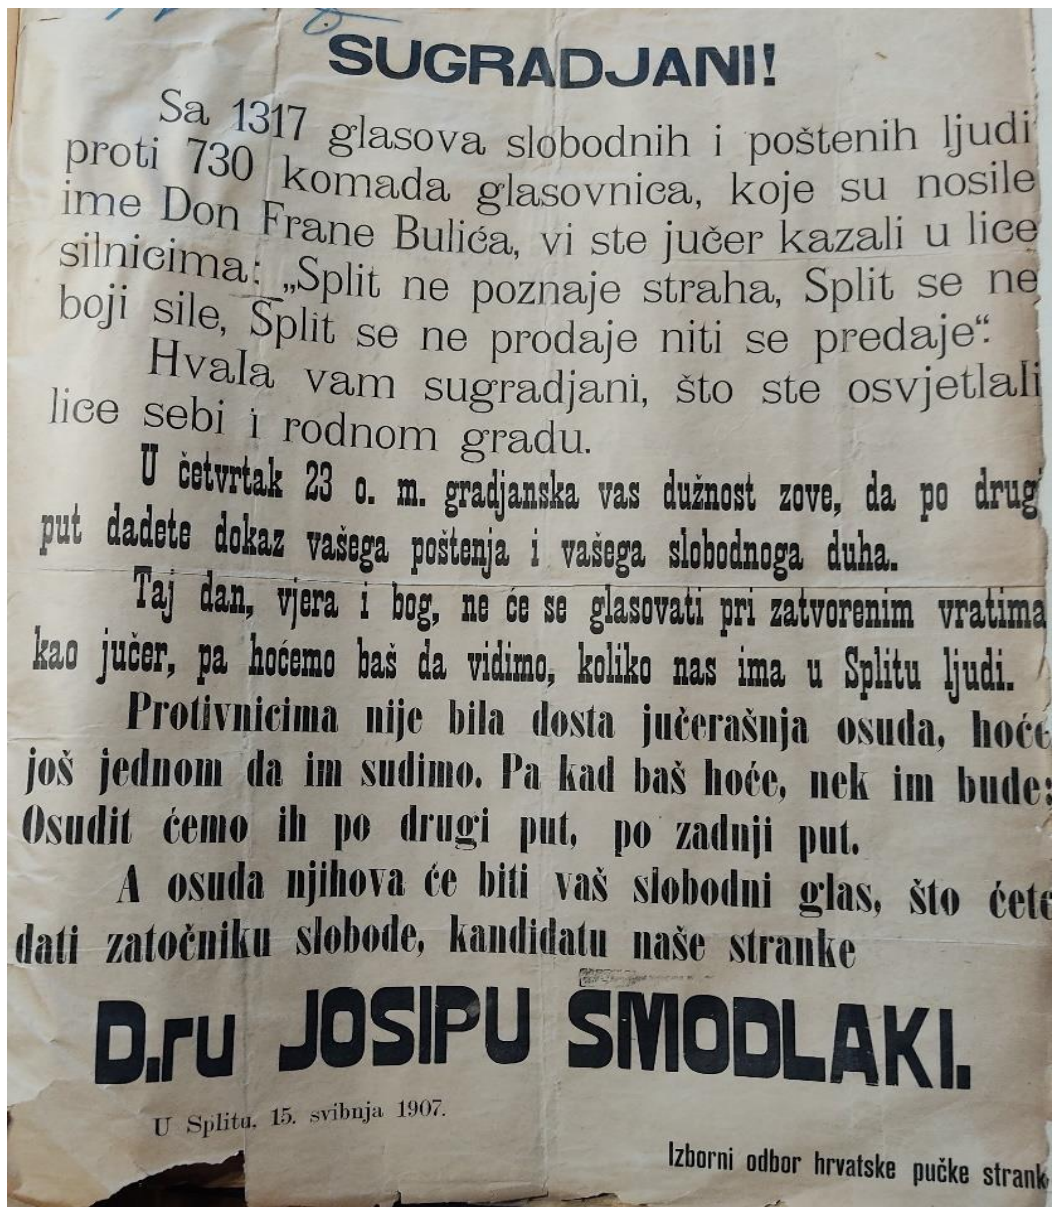 SUGRADJANI!
Sa 1317 glasova slobodnih i poštenih ljudi
proti 730 komada glasovnica, koje su nosile
ime Don Frane Bulića, vi ste jučer kazali u lice
silnicima: „Split ne poznaje straha, Split se ne
boji sile, Split se ne prodaje niti se predaje“.
Hvala vam sugradjani, što ste osvjetlali
lice sebi i rodnom gradu.
U četvrtak 23 o. m. gradjanska vas dužnost zove, da po drug
put dadete dokaz vašega poštenja i vašega slobodnoga duha.
Taj dan, vjera i bog, ne će se glasovati pri zatvorenim vratima
kao jučer, pa hoćemo baš da vidimo, koliko nas ima u Splitu ljudi.
Protivnicima nije bila dosta jučerašnja osuda, hoće
još jednom da im sudimo. Pa kad baš hoće, nek im bude:
Osudit ćemo ih po drugi put, po zadnji put.
A osuda njihova će biti vaš slobodni glas, što ćete
dati zatočniku slobode, kandidatu naše stranke
D.ru JOSIPU SMODLAKI.
U Splitu, 15. svibnja 1907.
Izborni odbor hrvatske pučke strank